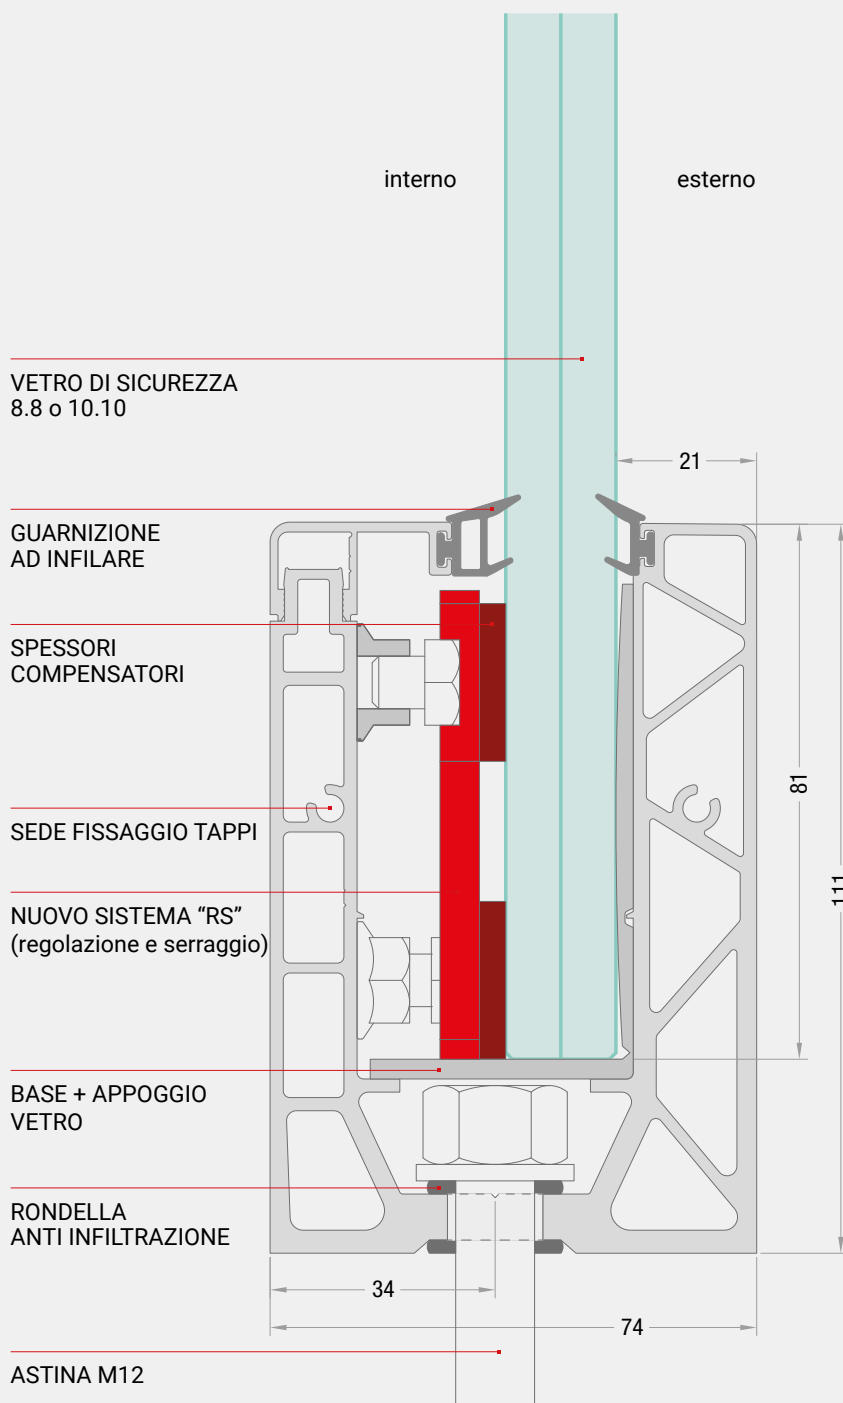 interno
esterno
VETRO DI SICUREZZA
8.8 o 10.10
21
GUARNIZIONE
AD INFILARE
SPESSORI
COMPENSATORI
81
SEDE FISSAGGIO TAPPI
111
NUOVO SISTEMA “RS”
(regolazione e serraggio)
BASE + APPOGGIO
VETRO
RONDELLA
ANTI INFILTRAZIONE
34
74
ASTINA M12